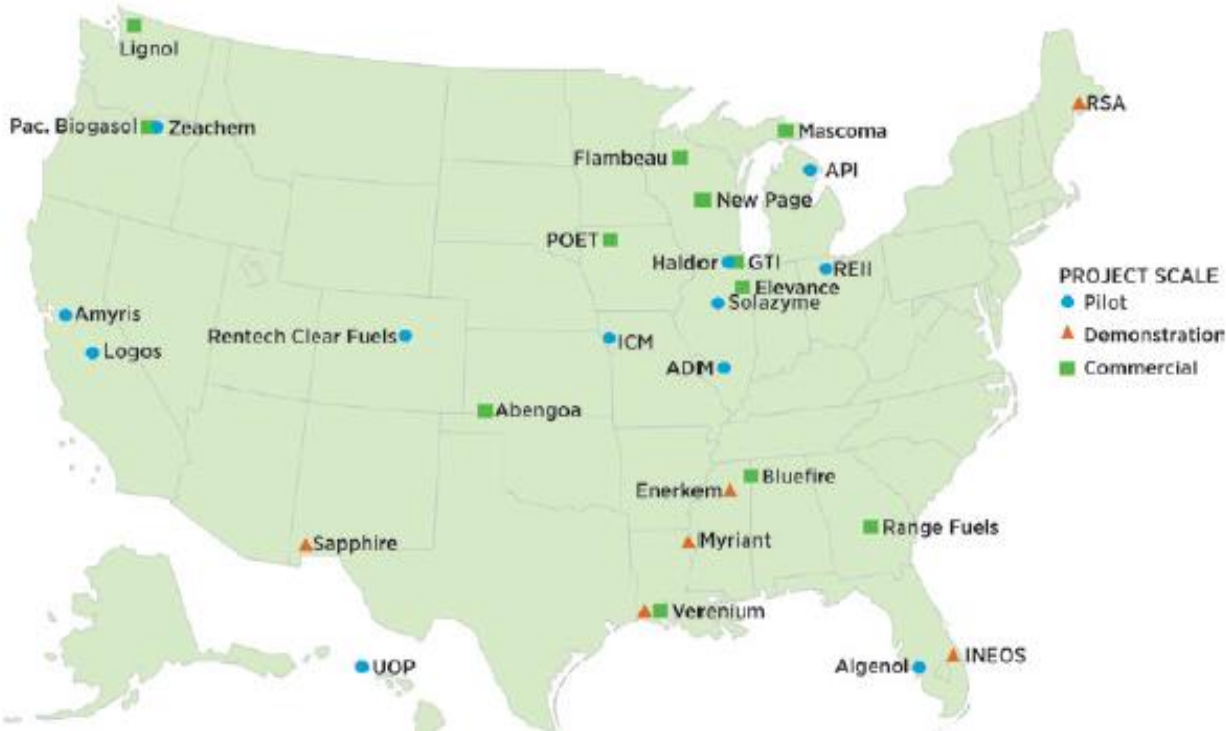 Lignol
Pac. Biogasol
Zeachem
RSA
Mascoma
Flambeau
API
New Page
POET
Haldor
GTI
REII
Elevance
PROJECT SCALE
Solazyme
Pilot
Amyris
Rentech Clear Fuels
ICM
Demonstration
Logos
ADM
Commercial
Abengoa
Bluefire
Enerkem
Range Fuels
Sapphire
Myriant
Verenium
UOP
Algenol
INEOS